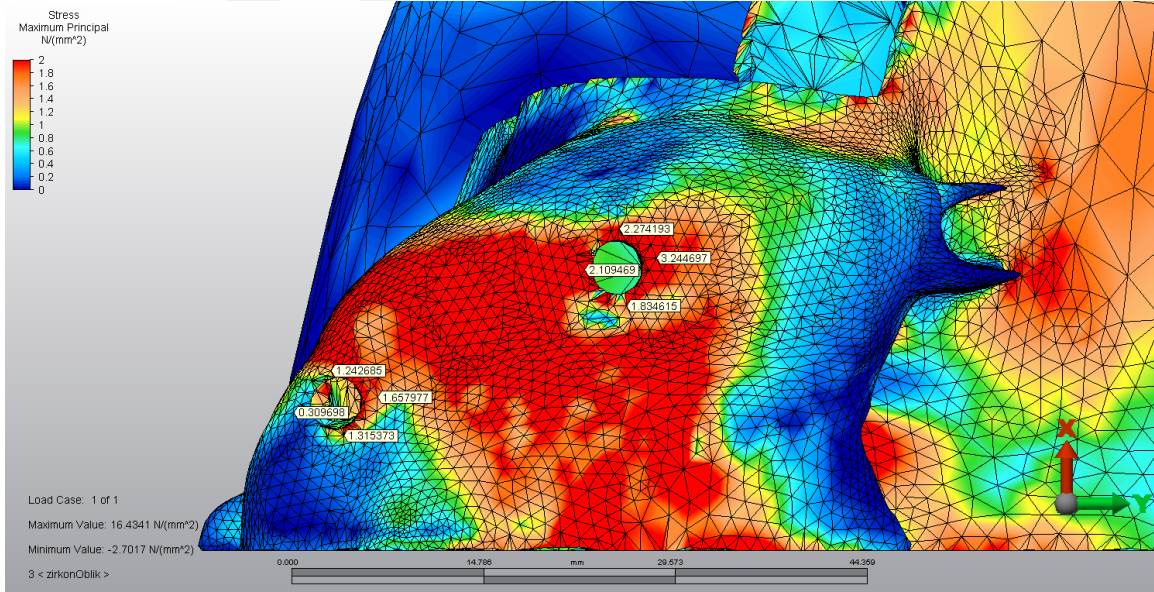 Stress
Maximum Principal
N/(mm^2)
2
1.8
1.6
1.4
1.2
1
0.8
0.6
0.4
0.2
0
2.274193
3.244697
2.109469
1.834615
1.242685
1.657977
0.309698
1.315373
X
Y
Load Case: 1 of 1
Maximum Value: 16.4341 N/(mm^2)
Minimum Value: -2.7017 N/(mm^2)
3 < zirkonOblik >
0.000 14.786 mm 29.573 44.359